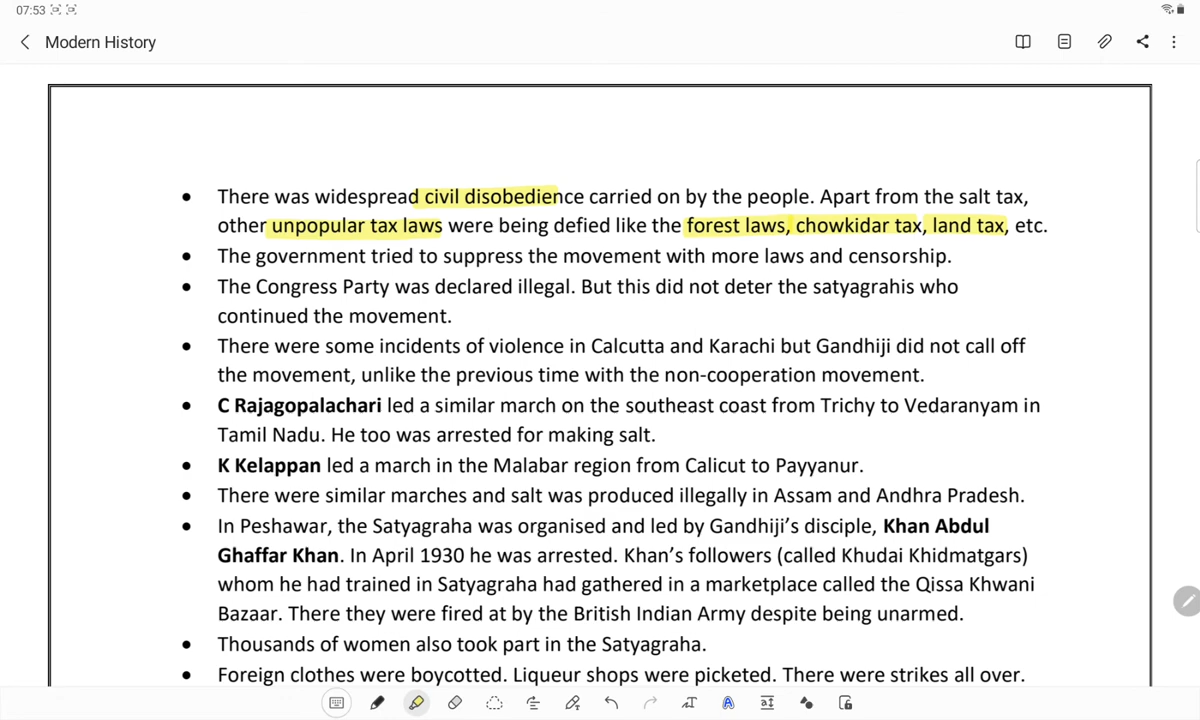 07:53
Modern History
• There was widespread civil disobedience carried on by the people. Apart from the salt tax,
other unpopular tax laws were being defied like the forest laws, chowkidar tax, land tax, etc.
• The government tried to suppress the movement with more laws and censorship.
• The Congress Party was declared illegal. But this did not deter the satyagrahis who
continued the movement.
• There were some incidents of violence in Calcutta and Karachi but Gandhiji did not call off
the movement, unlike the previous time with the non-cooperation movement.
• C Rajagopalachari led a similar march on the southeast coast from Trichy to Vedaranyam in
Tamil Nadu. He too was arrested for making salt.
• K Kelappan led a march in the Malabar region from Calicut to Payyanur.
• There were similar marches and salt was produced illegally in Assam and Andhra Pradesh.
• In Peshawar, the Satyagraha was organised and led by Gandhiji’s disciple, Khan Abdul
Ghaffar Khan. In April 1930 he was arrested. Khan’s followers (called Khudai Khidmatgars)
whom he had trained in Satyagraha had gathered in a marketplace called the Qissa Khwani
Bazaar. There they were fired at by the British Indian Army despite being unarmed.
• Thousands of women also took part in the Satyagraha.
• Foreign clothes were boycotted. Liqueur shops were picketed. There were strikes all over.